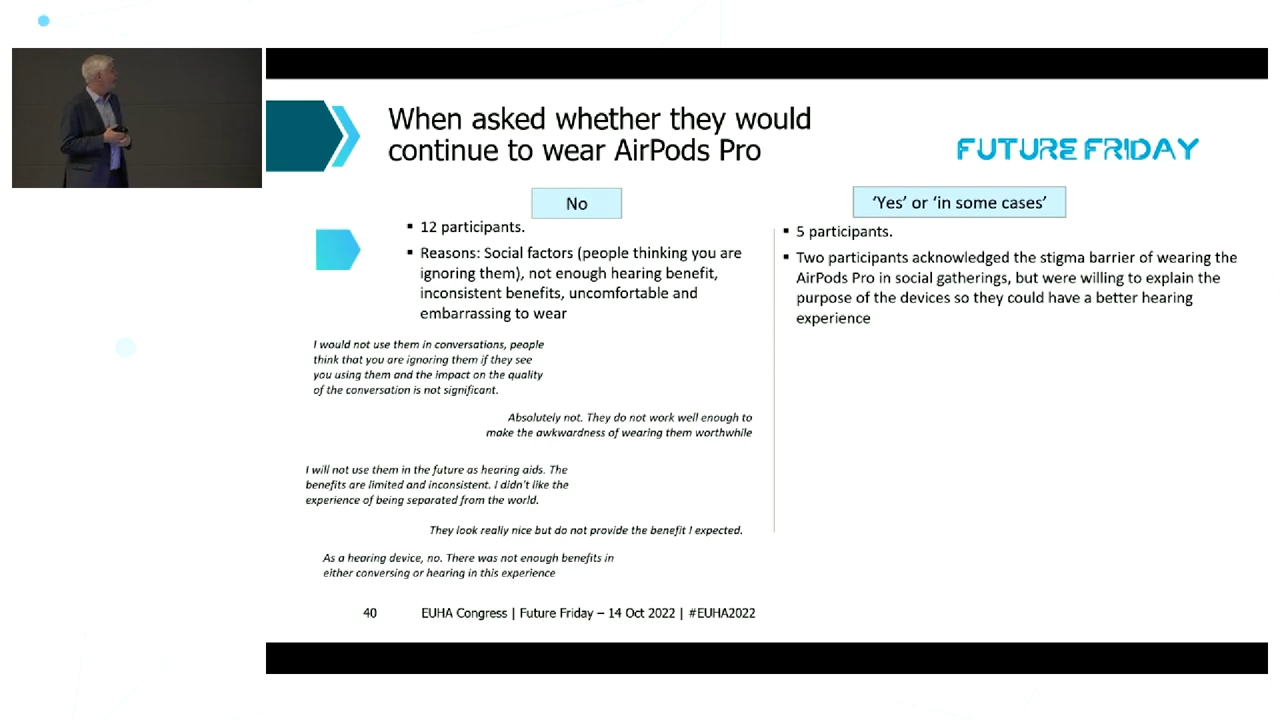 When asked whether they would
continue to wear AirPods Pro
FUTURE FRIDAY
No
▪ 12 participants.
▪ Reasons: Social factors (people thinking you are
ignoring them), not enough hearing benefit,
inconsistent benefits, uncomfortable and
embarrassing to wear
I would not use them in conversations, people
think that you are ignoring them if they see
you using them and the impact on the quality
of the conversation is not significant.
Absolutely not. They do not work well enough to
make the awkwardness of wearing them worthwhile
I will not use them in the future as hearing aids. The
benefits are limited and inconsistent. I didn't like the
experience of being separated from the world.
They look really nice but do not provide the benefit I expected.
As a hearing device, no. There was not enough benefits in
either conversing or hearing in this experience
‘Yes’ or ‘in some cases’
▪ 5 participants.
▪ Two participants acknowledged the stigma barrier of wearing the
AirPods Pro in social gatherings, but were willing to explain the
purpose of the devices so they could have a better hearing
experience
40 EUHA Congress | Future Friday – 14 Oct 2022 | #EUHA2022